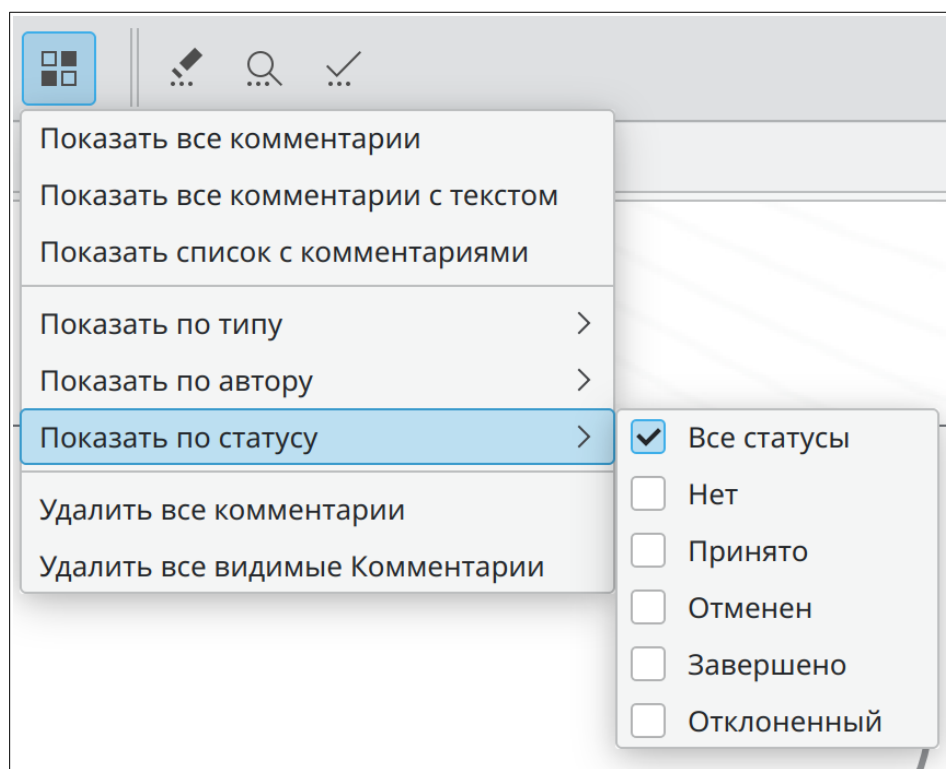 Показать все комментарии
Показать все комментарии с текстом
Показать список с комментариями
Показать по типу
Показать по автору
Показать по статусу
Все статусы
Нет
Принято
Отменен
Завершено
Отклоненный
Удалить все комментарии
Удалить все видимые Комментарии